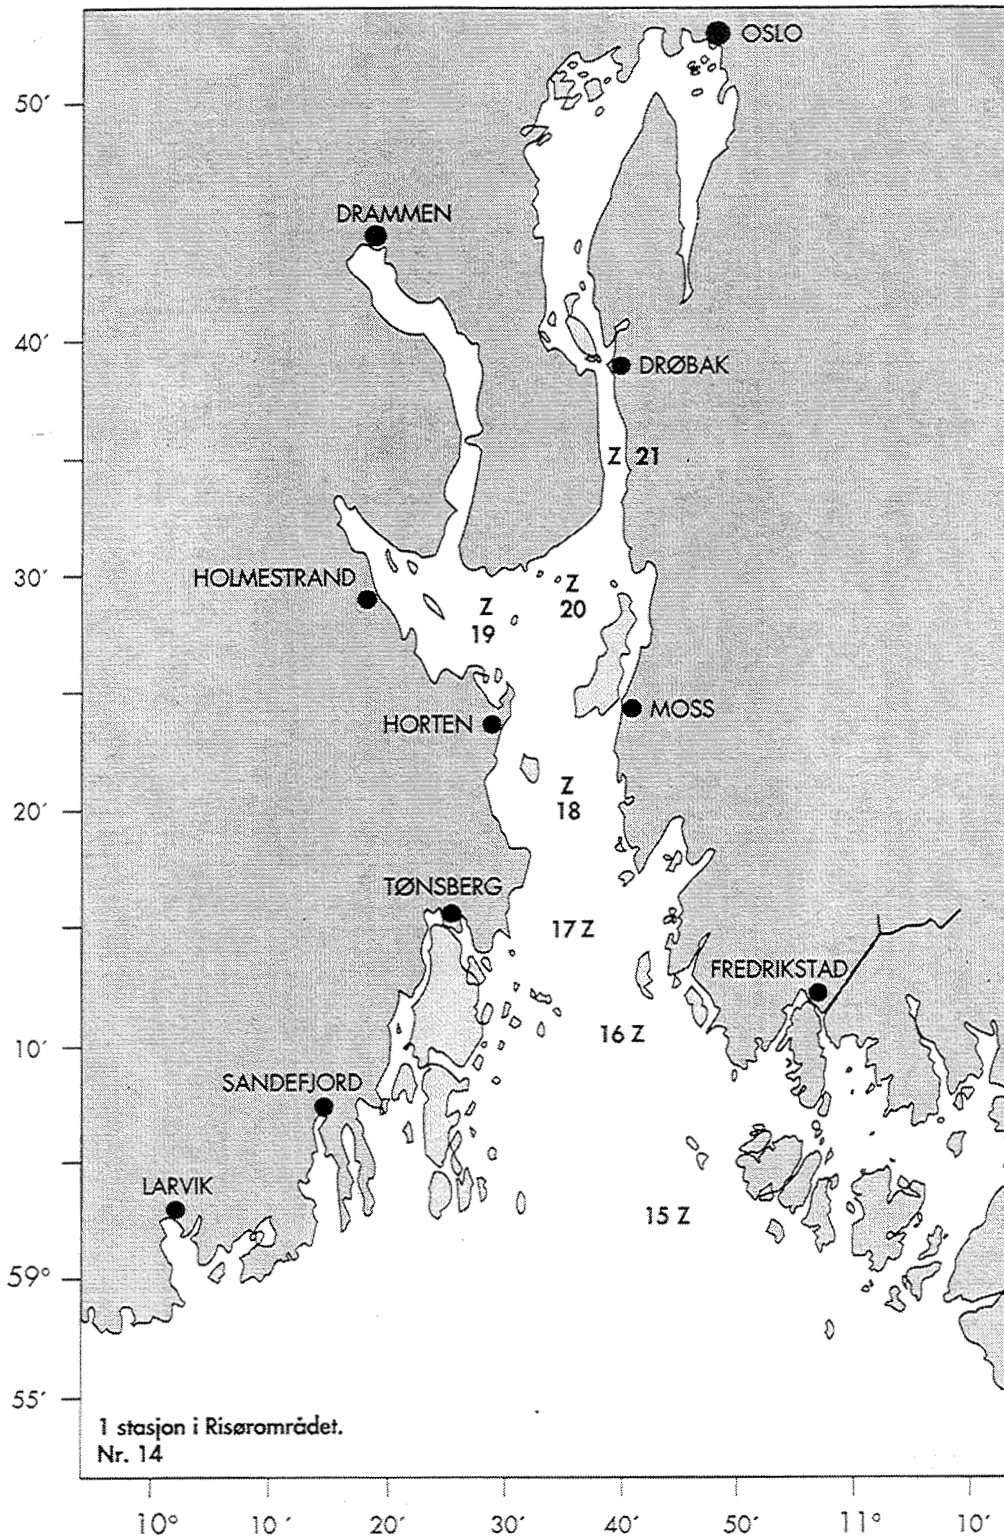 OSLO
50′
DRAMMEN
40′
DRØBAK
Z 21
30′
HOLMESTRAND
Z
20
Z
19
MOSS
HORTEN
Z
18
20′
TØNSBERG
17 Z
FREDRIKSTAD
16 Z
10′
SANDEFJORD
LARVIK
15 Z
59°
55′
1 stasjon i Risørområdet.
Nr. 14
10° 10′ 20′ 30′ 40′ 50′ 11° 10′